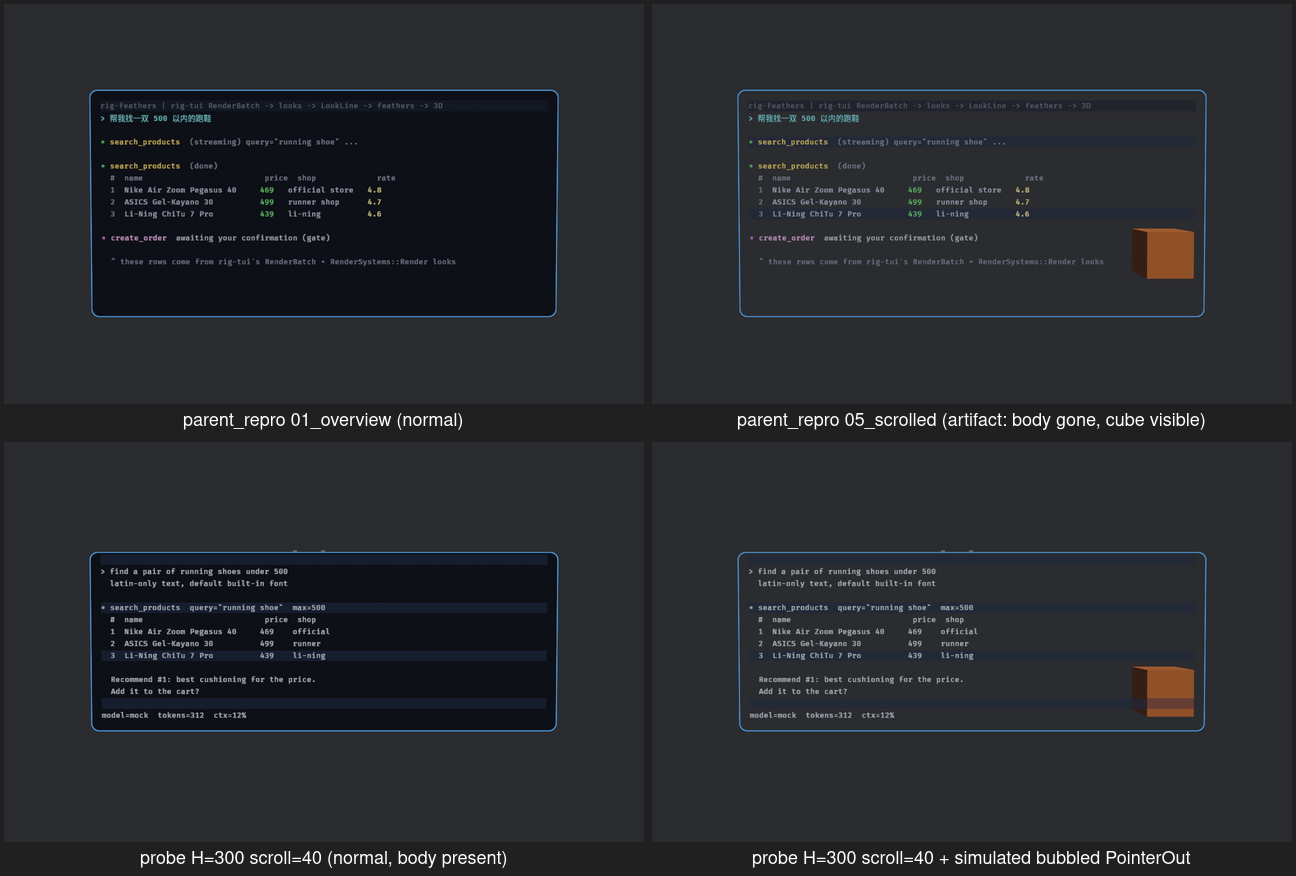 rig-feathers | rig-tui RenderBatch -> looks -> LookLine -> feathers -> 3D
> 帮我找一双 500 以内的跑鞋
• search_products (streaming) query="running shoe" ...
• search_products (done)
# name price shop rate
1 Nike Air Zoom Pegasus 40 469 official store 4.8
2 ASICS Gel-Kayano 30 499 runner shop 4.7
3 Li-Ning ChiTu 7 Pro 439 li-ning 4.6
• create_order awaiting your confirmation (gate)
^ these rows come from rig-tui's RenderBatch • RenderSystems::Render looks
parent_repro 01_overview (normal)
rig-feathers | rig-tui RenderBatch -> looks -> LookLine -> feathers -> 3D
> 帮我找一双 500 以内的跑鞋
• search_products (streaming) query="running shoe" ...
• search_products (done)
# name price shop rate
1 Nike Air Zoom Pegasus 40 469 official store 4.8
2 ASICS Gel-Kayano 30 499 runner shop 4.7
3 Li-Ning ChiTu 7 Pro 439 li-ning 4.6
• create_order awaiting your confirmation (gate)
^ these rows come from rig-tui's RenderBatch • RenderSystems::Render looks
parent_repro 05_scrolled (artifact: body gone, cube visible)
> find a pair of running shoes under 500
latin-only text, default built-in font
• search_products query="running shoe" max=500
# name price shop
1 Nike Air Zoom Pegasus 40 469 official
2 ASICS Gel-Kayano 30 499 runner
3 Li-Ning ChiTu 7 Pro 439 li-ning
Recommend #1: best cushioning for the price.
Add it to the cart?
model=mock tokens=312 ctx=12%
probe H=300 scroll=40 (normal, body present)
> find a pair of running shoes under 500
latin-only text, default built-in font
• search_products query="running shoe" max=500
# name price shop
1 Nike Air Zoom Pegasus 40 469 official
2 ASICS Gel-Kayano 30 499 runner
3 Li-Ning ChiTu 7 Pro 439 li-ning
Recommend #1: best cushioning for the price.
Add it to the cart?
model=mock tokens=312 ctx=12%
probe H=300 scroll=40 + simulated bubbled PointerOut